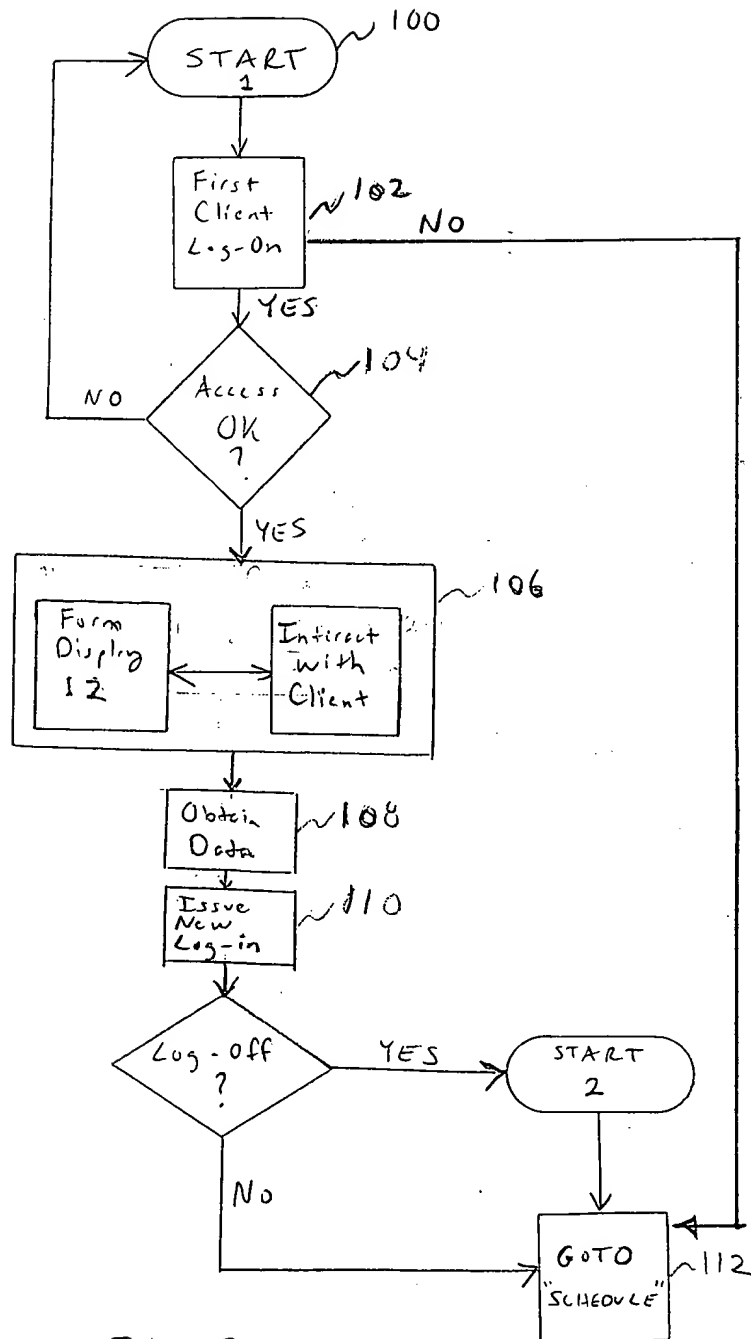 100
START
1
First
Client
Log-On
102
NO
YES
104
Access
OK
?
NO
YES
106
Form
Display
12
Interact
with
Client
Obtain
Data
108
Issue
New
Log-in
110
Log-Off
?
YES
START
2
NO
GOTO
"SCHEDULE"
112